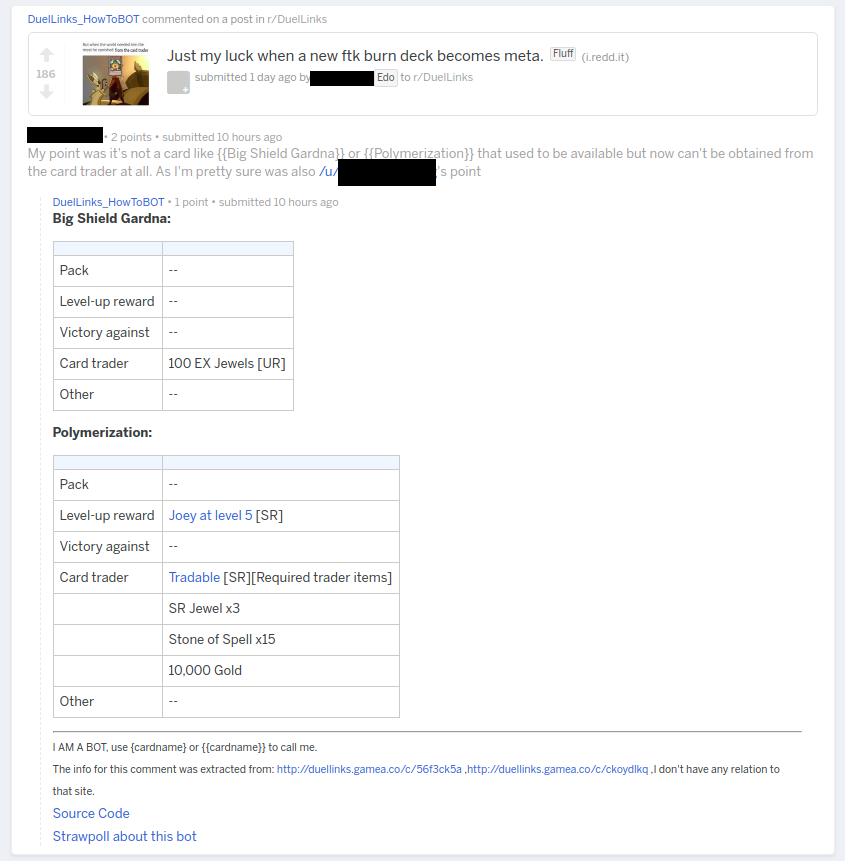 DuelLinks_HowToBOT commented on a post in r/DuelLinks
But when the world needed him the
most he vanished from the card trader
Just my luck when a new ftk burn deck becomes meta. Fluff (i.redd.it)
186
submitted 1 day ago by Edo to r/DuelLinks
• 2 points • submitted 10 hours ago
My point was it's not a card like {{Big Shield Gardna}} or {{Polymerization}} that used to be available but now can't be obtained from
the card trader at all. As I'm pretty sure was also /u/ 's point
DuelLinks_HowToBOT • 1 point • submitted 10 hours ago
Big Shield Gardna:
Pack --
Level-up reward --
Victory against --
Card trader 100 EX Jewels [UR]
Other --
Polymerization:
Pack --
Level-up reward Joey at level 5 [SR]
Victory against --
Card trader Tradable [SR][Required trader items]
SR Jewel x3
Stone of Spell x15
10,000 Gold
Other --
I AM A BOT, use {cardname} or {{cardname}} to call me.
The info for this comment was extracted from: http://duellinks.gamea.co/c/56f3ck5a ,http://duellinks.gamea.co/c/ckoydlkq ,I don't have any relation to
that site.
Source Code
Strawpoll about this bot